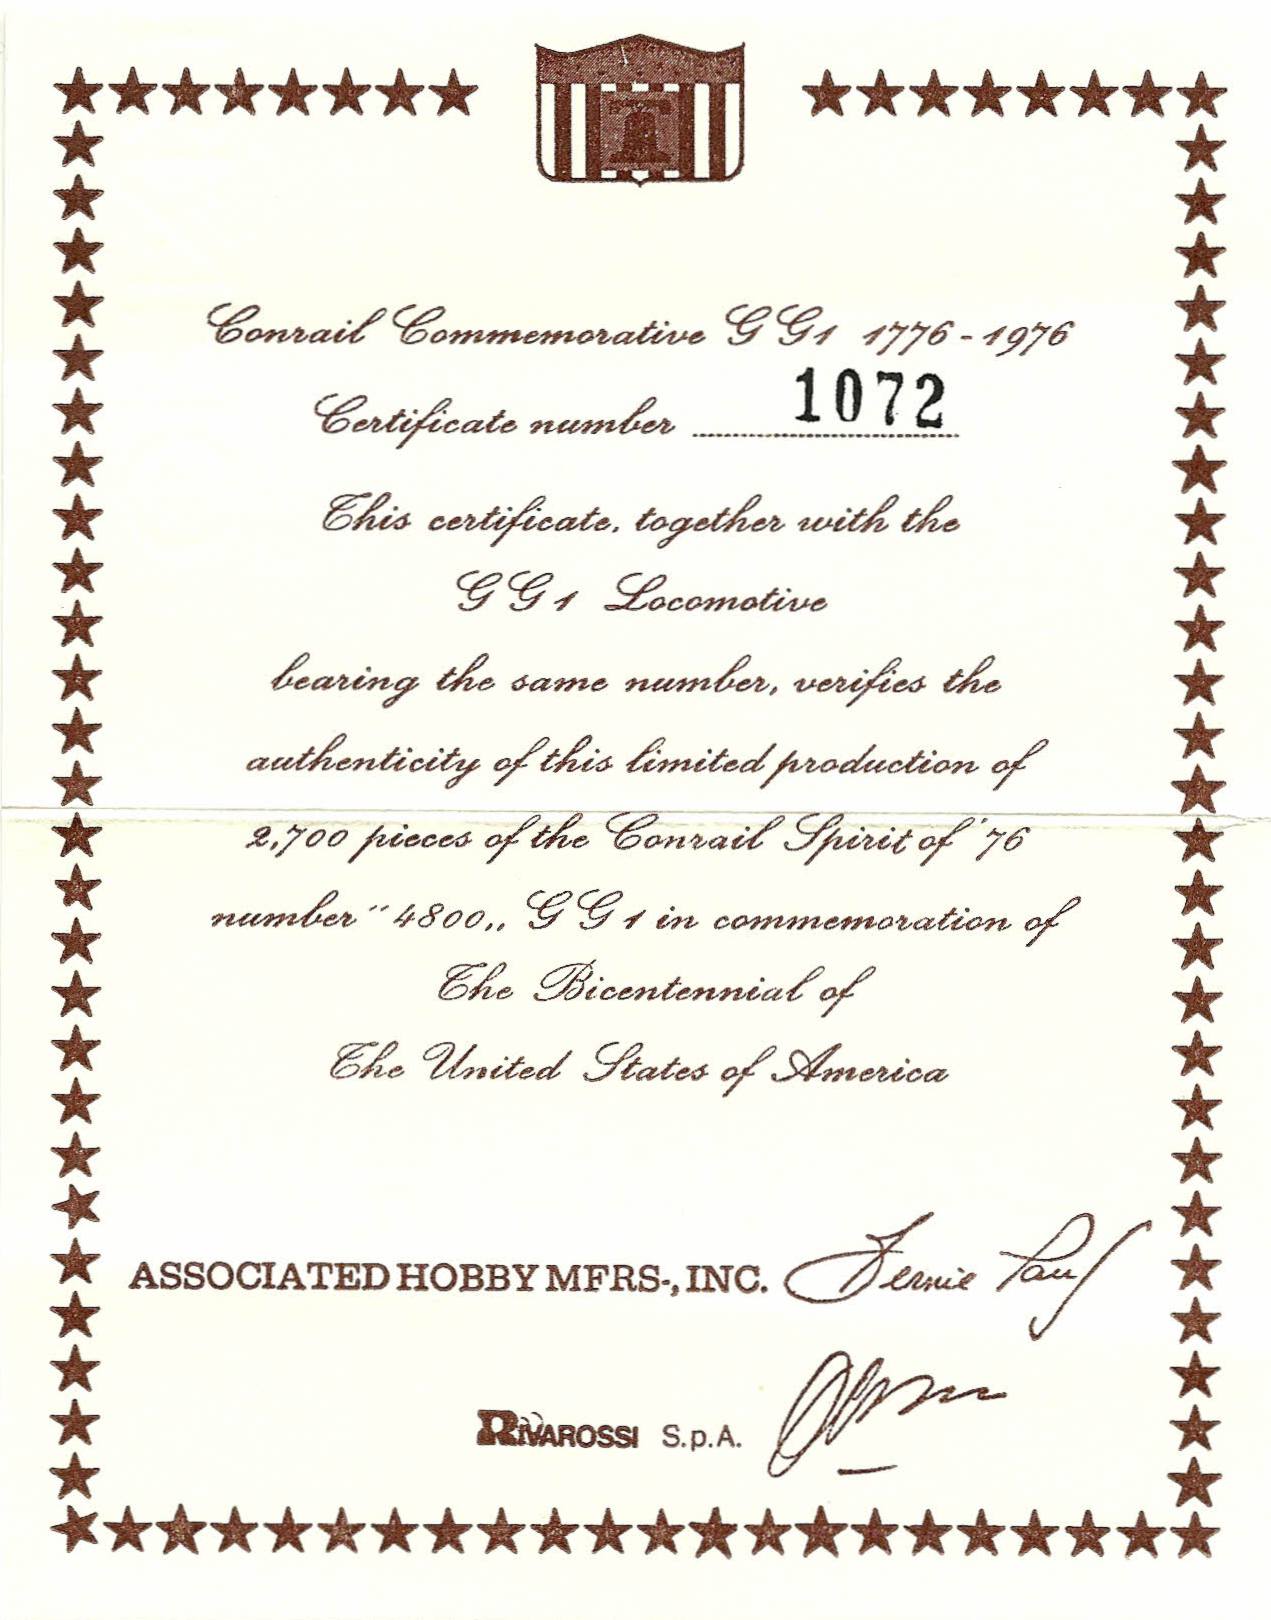 Conrail Commemorative GG1 1776-1976
Certificate number 1072
This certificate, together with the
GG1 Locomotive
bearing the same number, verifies the
authenticity of this limited production of
2,700 pieces of the Conrail Spirit of '76
number "4800,, GG1 in commemoration of
The Bicentennial of
The United States of America
ASSOCIATED HOBBY MFRS-, INC. Bernie Paul
RIVAROSSI S.p.A.